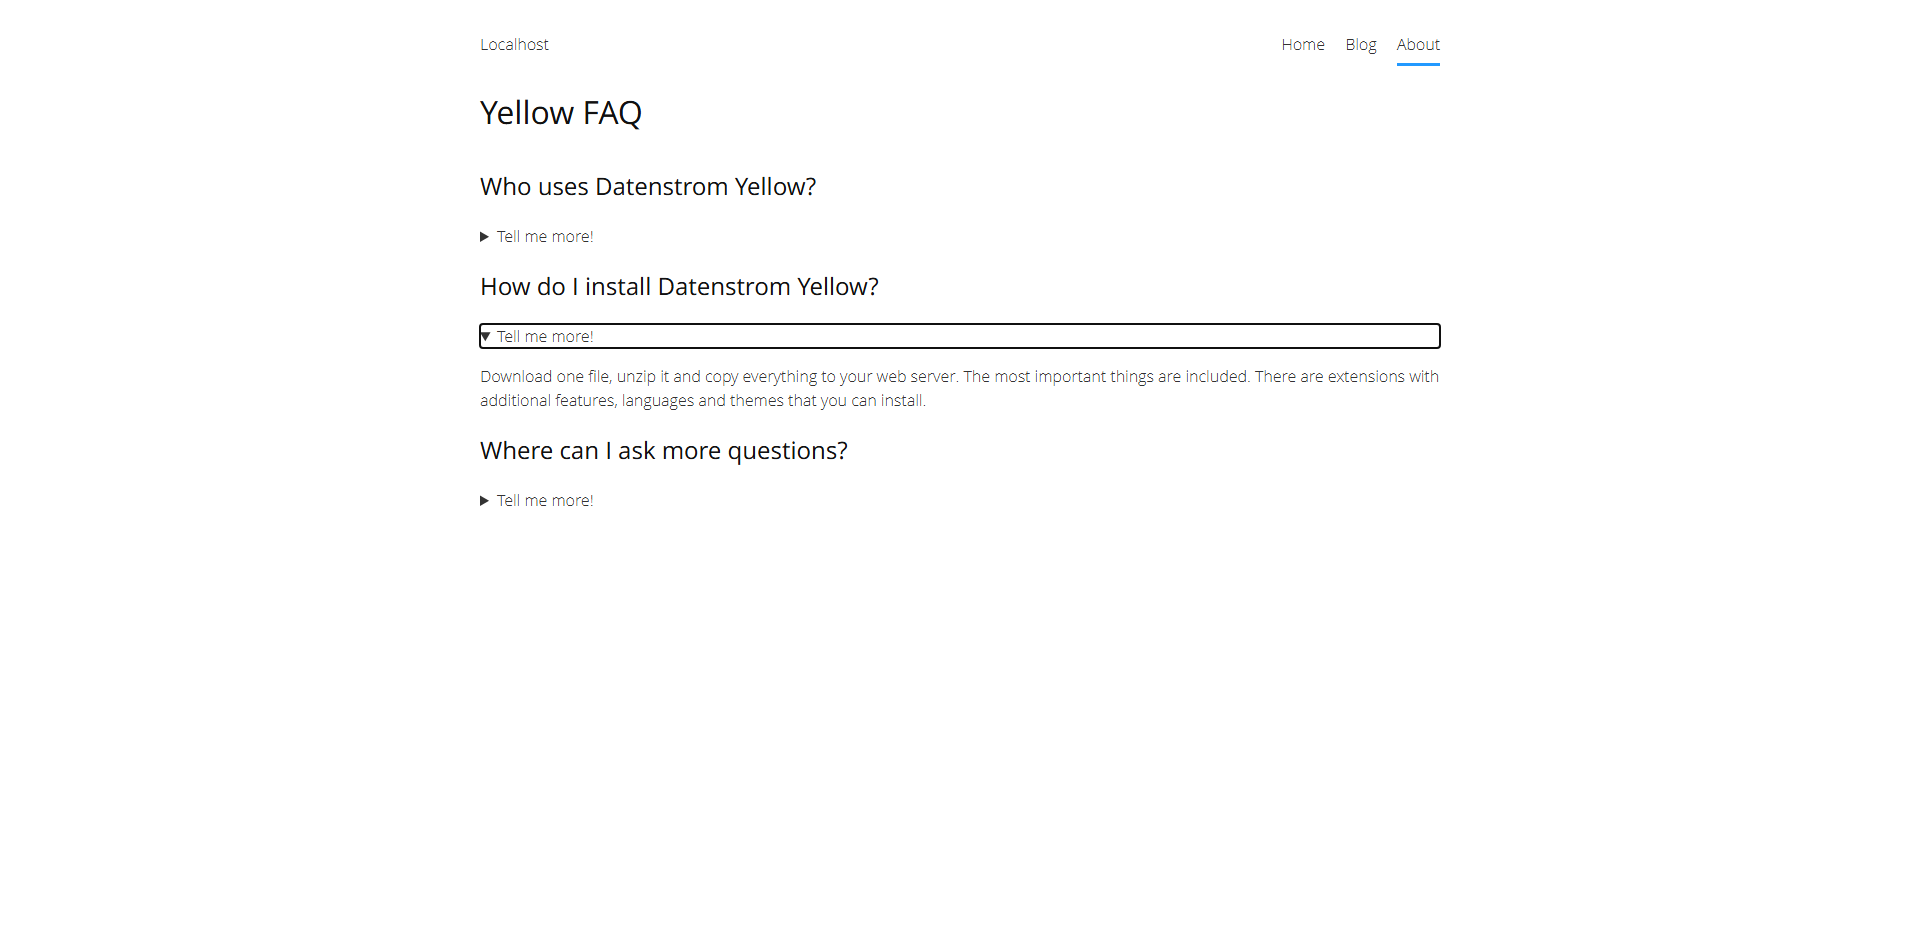 Localhost
Home Blog About
Yellow FAQ
Who uses Datenstrom Yellow?
Tell me more!
How do I install Datenstrom Yellow?
Tell me more!
Download one file, unzip it and copy everything to your web server. The most important things are included. There are extensions with
additional features, languages and themes that you can install.
Where can I ask more questions?
Tell me more!